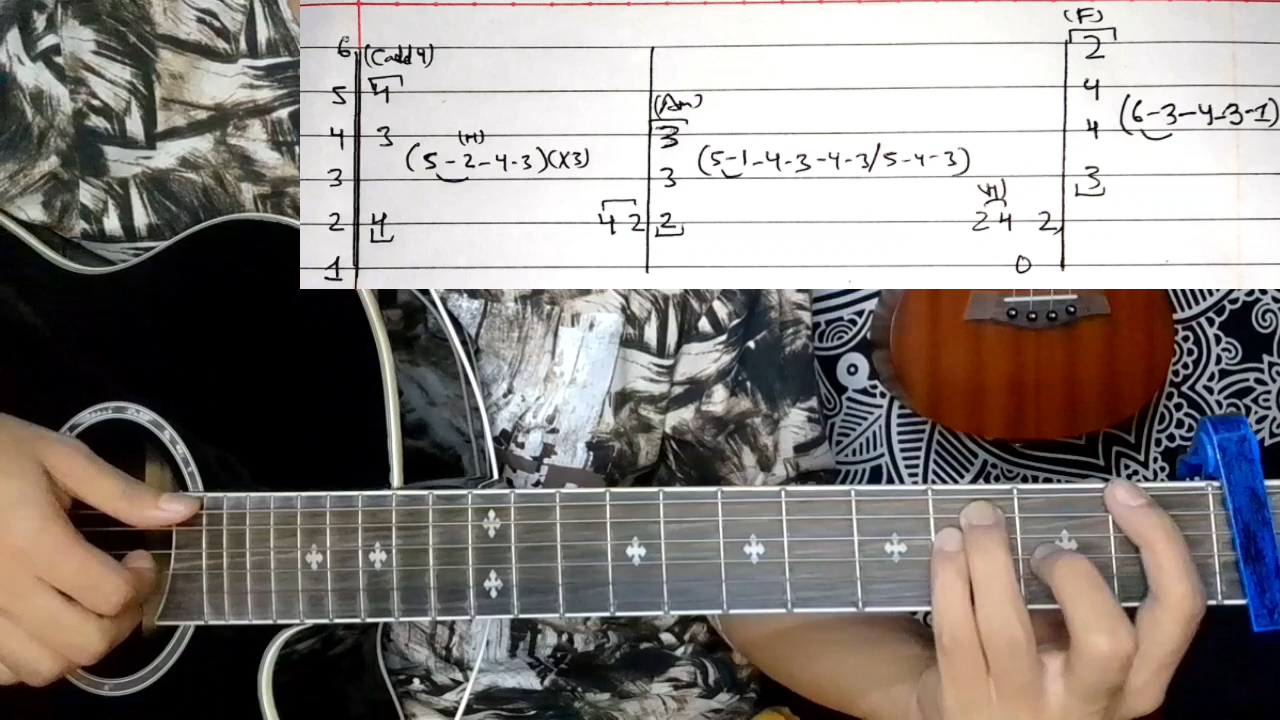 (F)
6 (Cadd4) 2
5 4 4
(Am)
4 3 (H) 3 4 (6-3-4-3-1)
(5-2-4-3)(X3) (5-1-4-3-4-3/5-4-3)
3 3 3
(H)
2 4 4 2 2 2 4 2
1 0